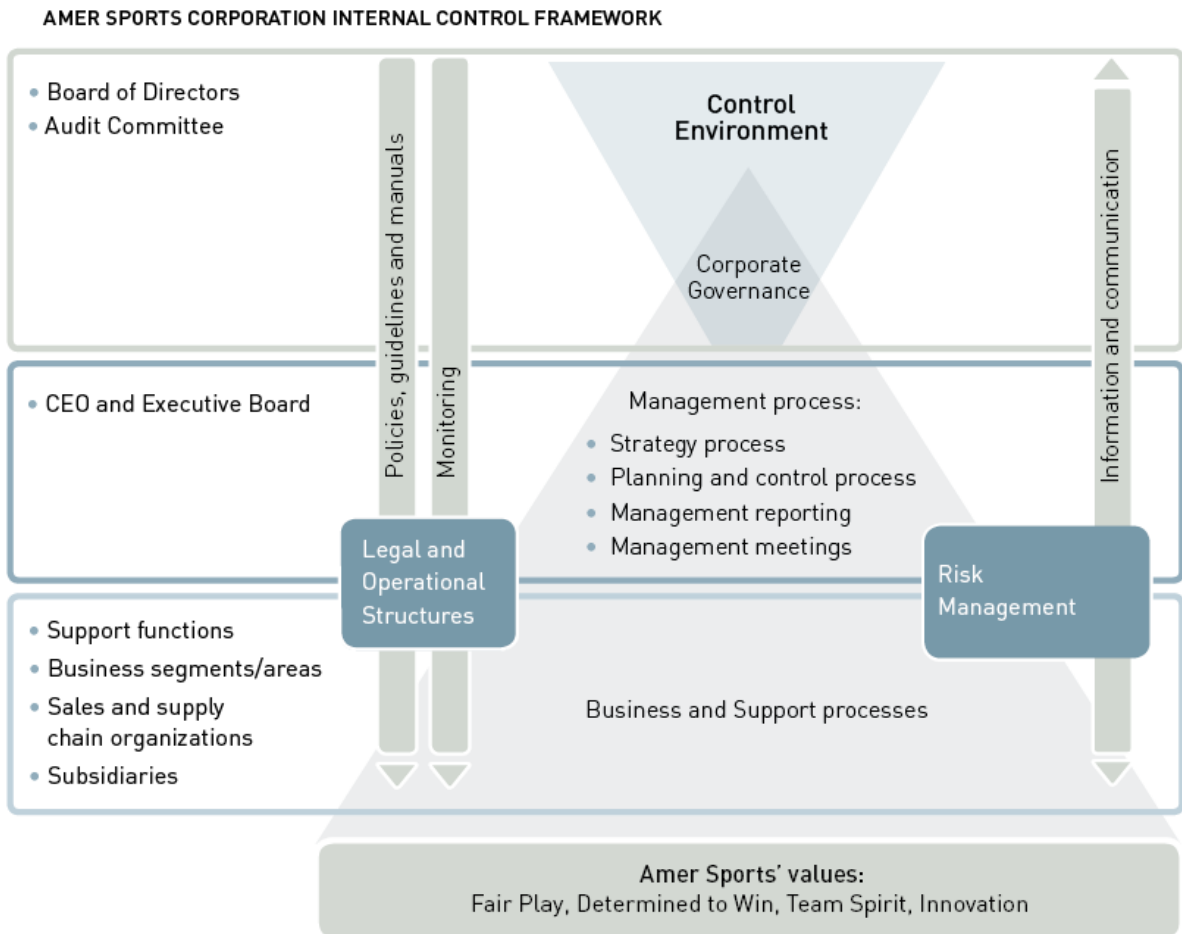 AMER SPORTS CORPORATION INTERNAL CONTROL FRAMEWORK
• Board of Directors
• Audit Committee
Policies, guidelines and manuals
Monitoring
Control
Environment
Corporate
Governance
Information and communication
• CEO and Executive Board
Management process:
• Strategy process
• Planning and control process
• Management reporting
• Management meetings
Legal and
Operational
Structures
Risk
Management
• Support functions
• Business segments/areas
• Sales and supply
chain organizations
• Subsidiaries
Business and Support processes
Amer Sports’ values:
Fair Play, Determined to Win, Team Spirit, Innovation